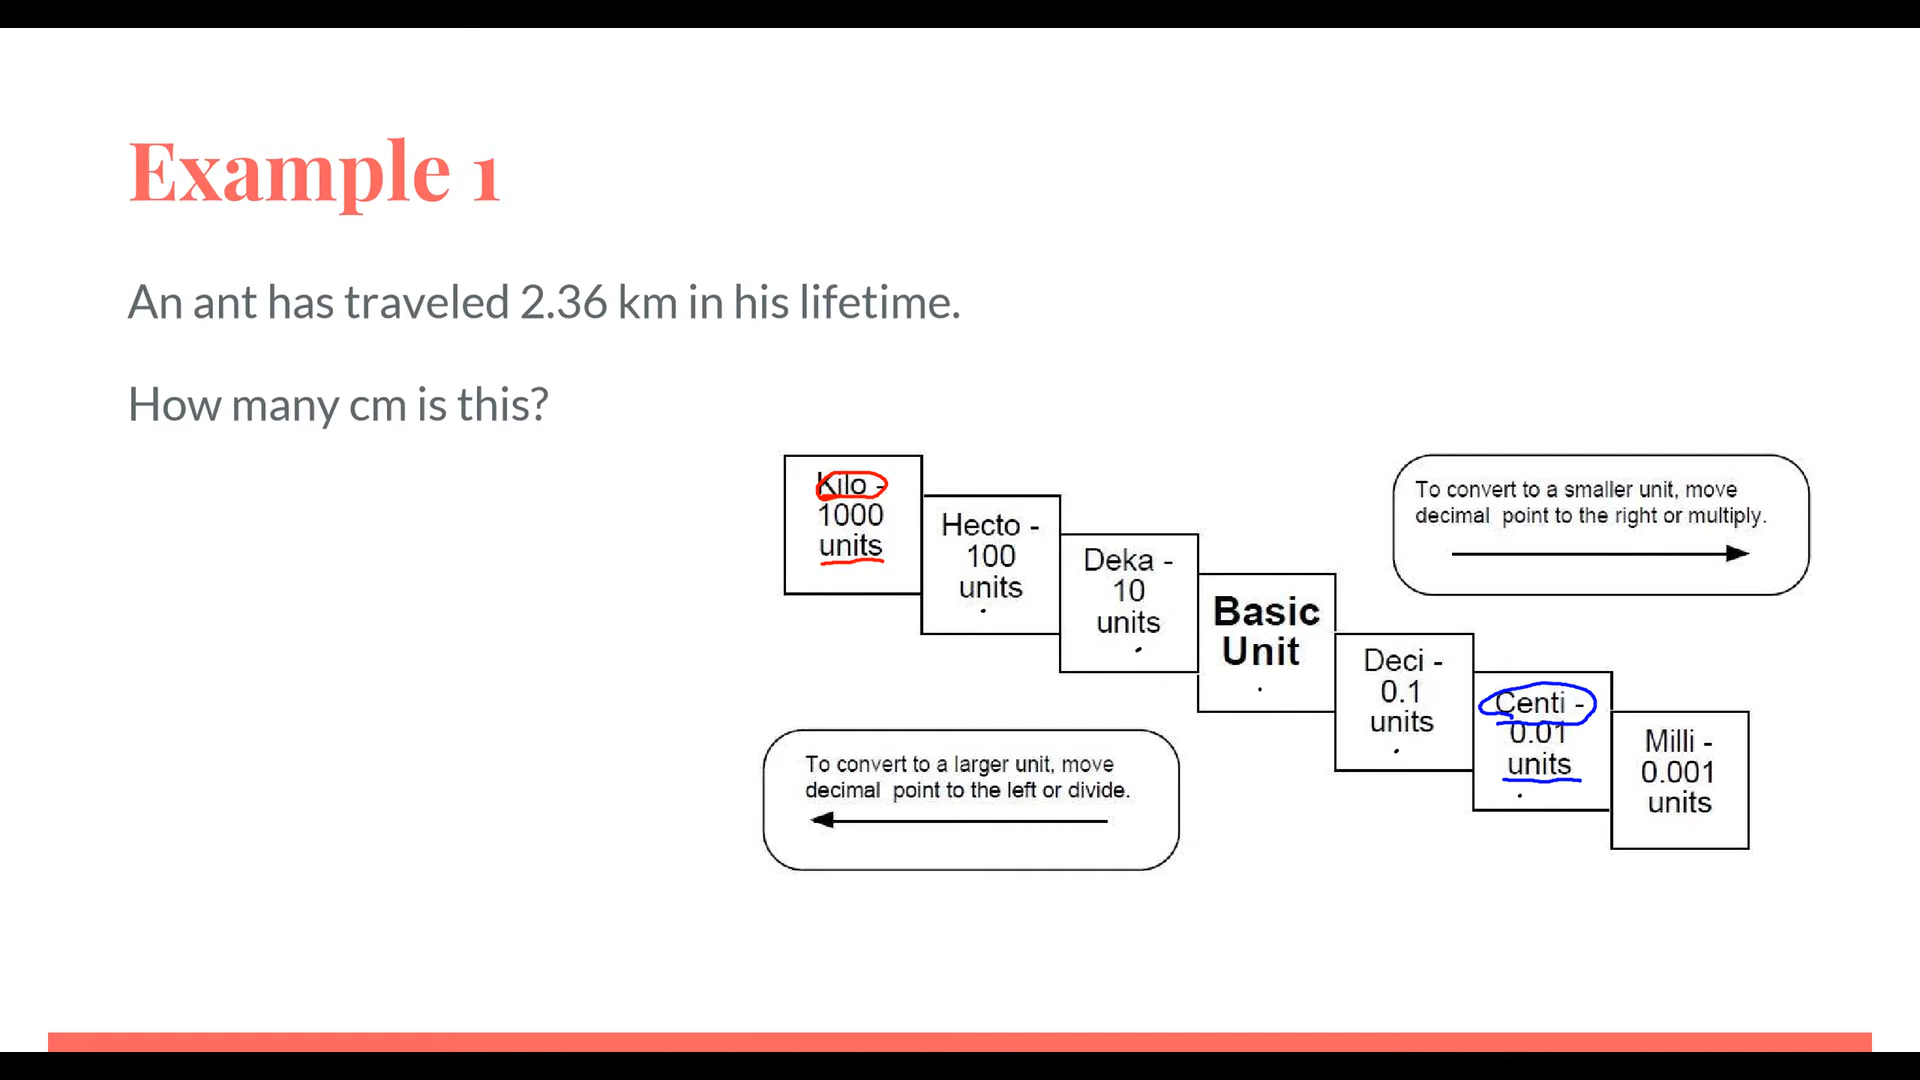 Example 1
An ant has traveled 2.36 km in his lifetime.
How many cm is this?
Kilo -
1000
units
Hecto -
100
units
Deka -
10
units
Basic
Unit
Deci -
0.1
units
Centi -
0.01
units
Milli -
0.001
units
To convert to a smaller unit, move
decimal point to the right or multiply.
To convert to a larger unit, move
decimal point to the left or divide.